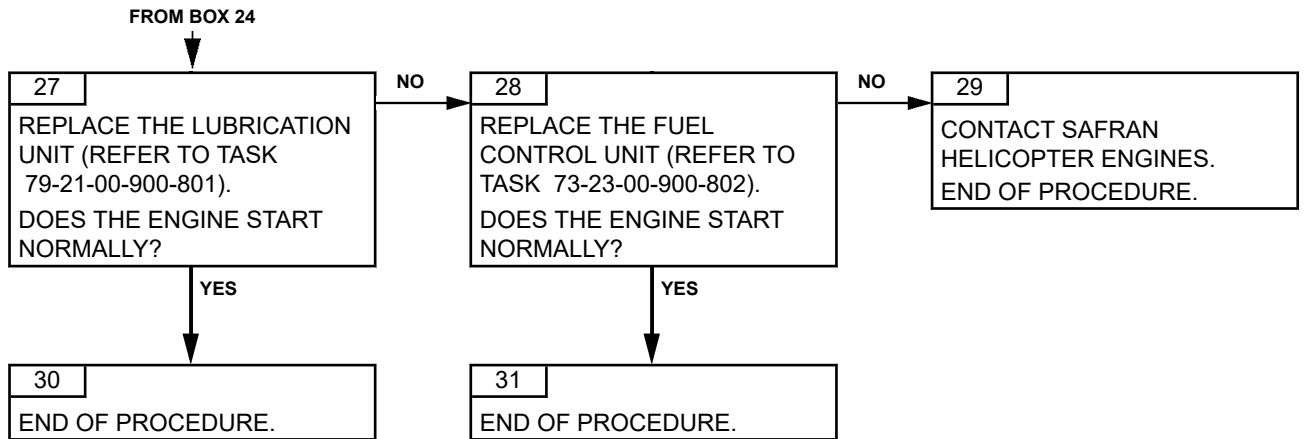 FROM BOX 24
27
REPLACE THE LUBRICATION
UNIT (REFER TO TASK
79-21-00-900-801).
DOES THE ENGINE START
NORMALLY?
NO
28
REPLACE THE FUEL
CONTROL UNIT (REFER TO
TASK 73-23-00-900-802).
DOES THE ENGINE START
NORMALLY?
NO
29
CONTACT SAFRAN
HELICOPTER ENGINES.
END OF PROCEDURE.
YES
YES
30
END OF PROCEDURE.
31
END OF PROCEDURE.